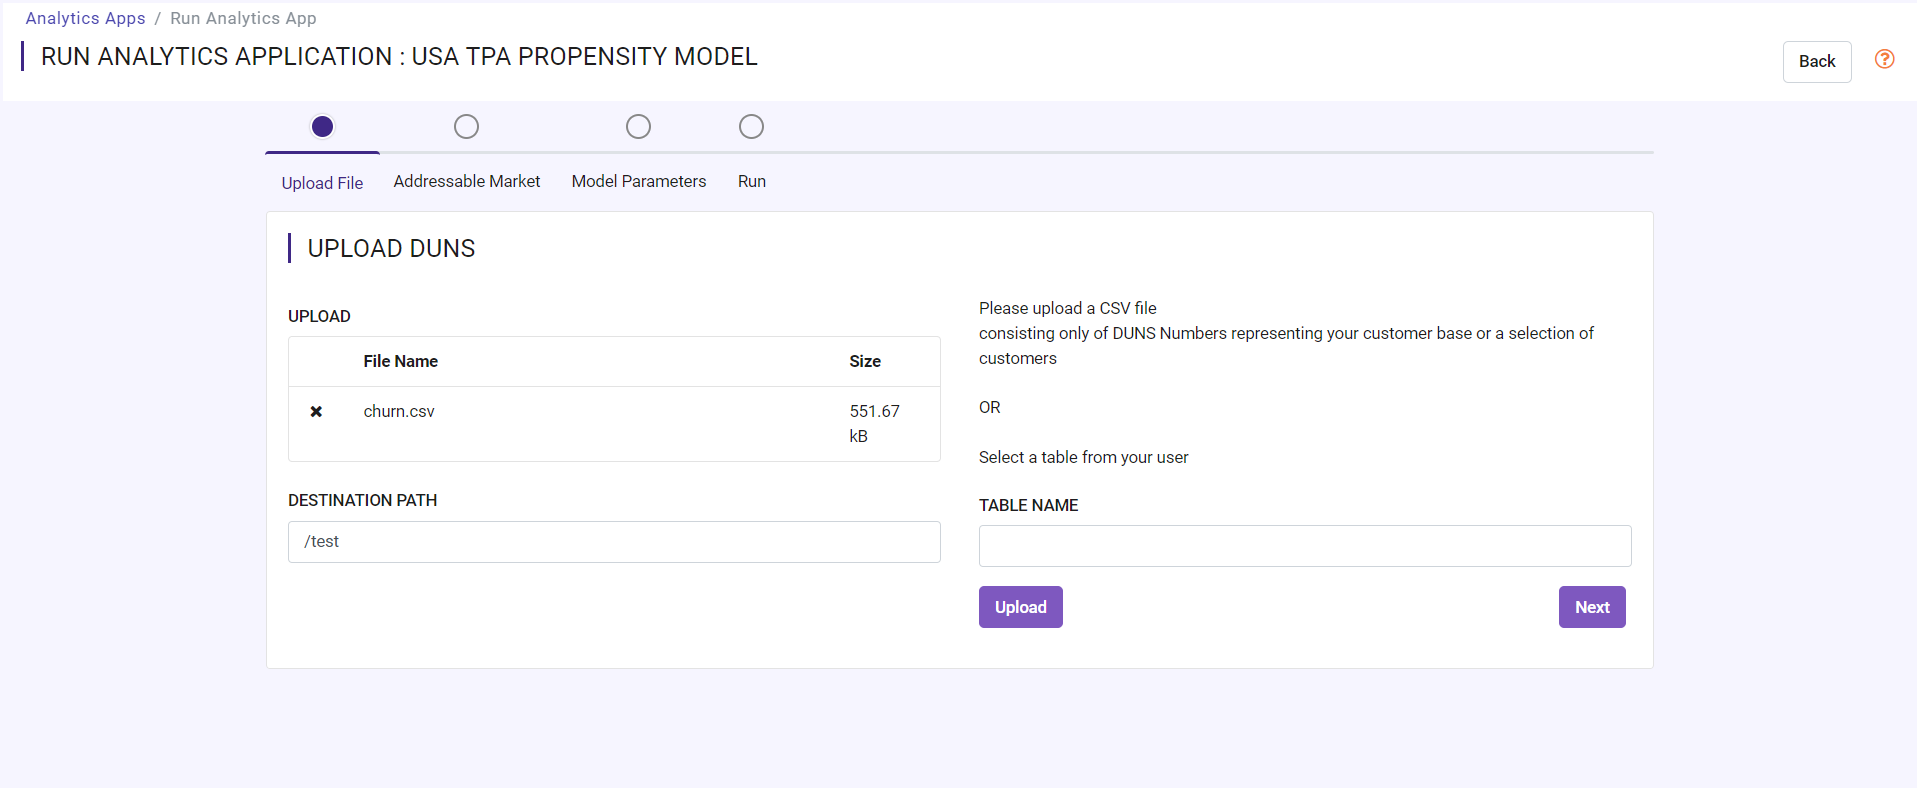 Analytics Apps / Run Analytics App
RUN ANALYTICS APPLICATION : USA TPA PROPENSITY MODEL
Back
?
Upload File
Addressable Market
Model Parameters
Run
UPLOAD DUNS
UPLOAD
File Name
Size
churn.csv
551.67
kB
DESTINATION PATH
/test
Please upload a CSV file
consisting only of DUNS Numbers representing your customer base or a selection of
customers
OR
Select a table from your user
TABLE NAME
Upload
Next